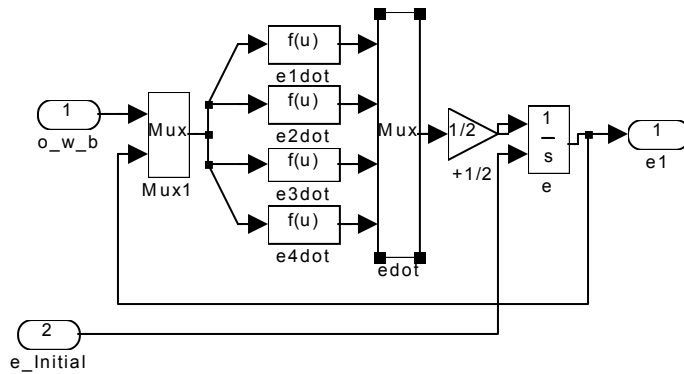 f(u)
e1dot
f(u)
e2dot
f(u)
e3dot
f(u)
e4dot
1
o_w_b
Mux
Mux1
Mux
edot
1/2
+1/2
1
s
e
1
e1
2
e_Initial